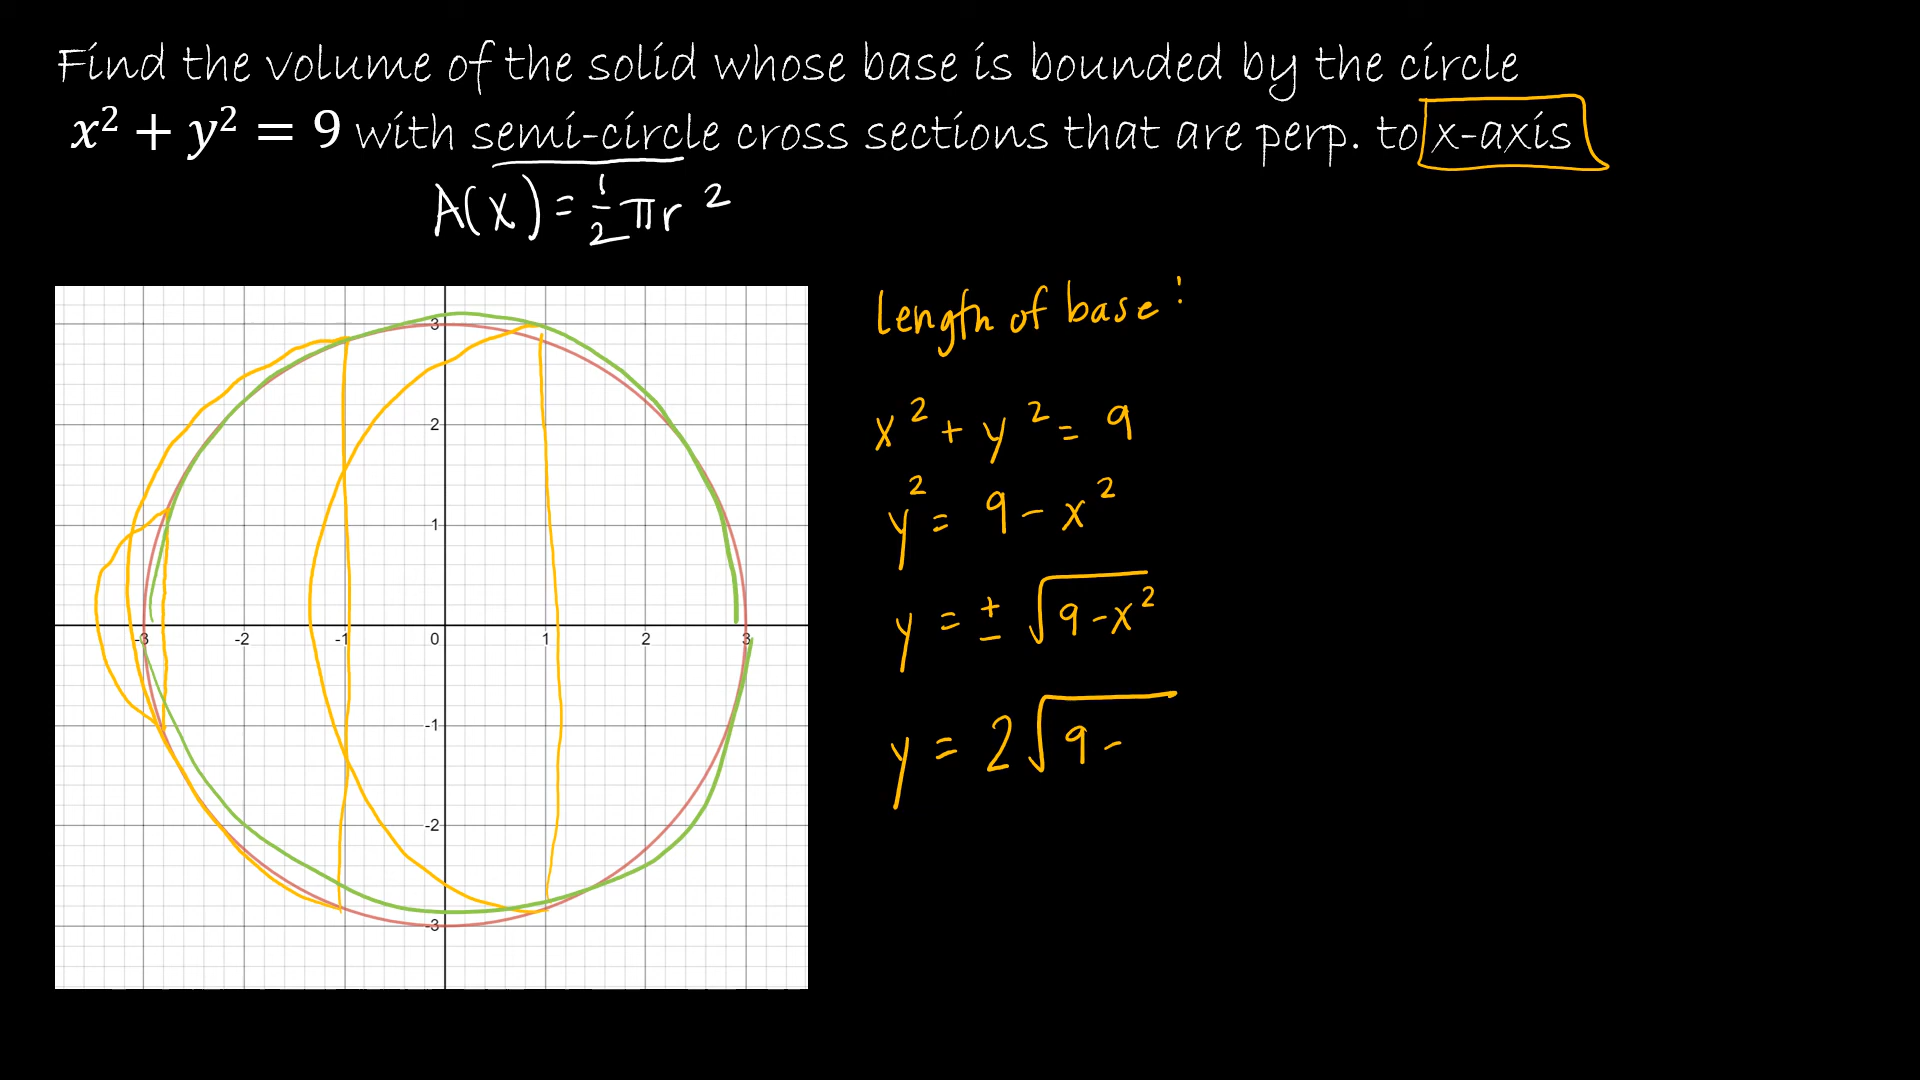 Find the volume of the solid whose base is bounded by the circle
x² + y² = 9 with semi-circle cross sections that are perp. to x-axis
A(x) = 1/2 πr²
Length of base:
x² + y² = 9
y² = 9 - x²
y = ± √(9 - x²)
y = 2√(9 -
3
2
1
-3 -2 -1 0 1 2 3
-1
-2
-3